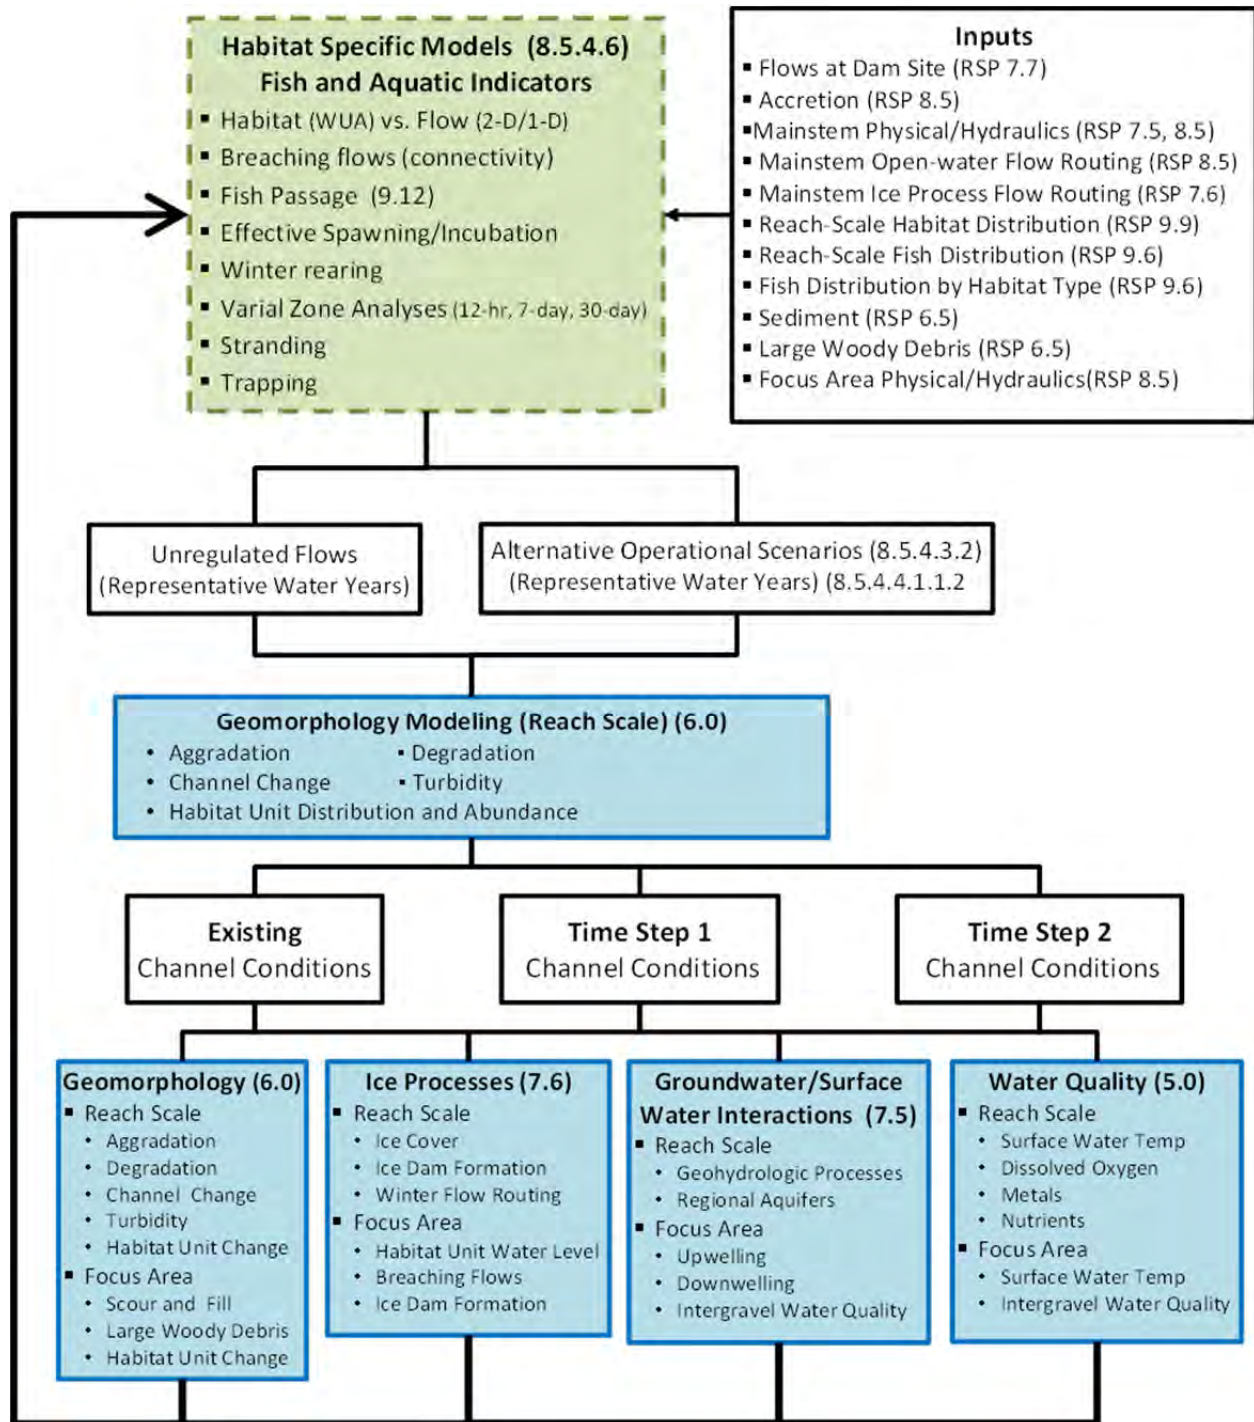 Habitat Specific Models (8.5.4.6)
Fish and Aquatic Indicators
▪ Habitat (WUA) vs. Flow (2-D/1-D)
▪ Breaching flows (connectivity)
▪ Fish Passage (9.12)
▪ Effective Spawning/Incubation
▪ Winter rearing
▪ Varial Zone Analyses (12-hr, 7-day, 30-day)
▪ Stranding
▪ Trapping
Inputs
▪ Flows at Dam Site (RSP 7.7)
▪ Accretion (RSP 8.5)
▪ Mainstem Physical/Hydraulics (RSP 7.5, 8.5)
▪ Mainstem Open-water Flow Routing (RSP 8.5)
▪ Mainstem Ice Process Flow Routing (RSP 7.6)
▪ Reach-Scale Habitat Distribution (RSP 9.9)
▪ Reach-Scale Fish Distribution (RSP 9.6)
▪ Fish Distribution by Habitat Type (RSP 9.6)
▪ Sediment (RSP 6.5)
▪ Large Woody Debris (RSP 6.5)
▪ Focus Area Physical/Hydraulics(RSP 8.5)
Unregulated Flows
(Representative Water Years)
Alternative Operational Scenarios (8.5.4.3.2)
(Representative Water Years) (8.5.4.4.1.1.2
Geomorphology Modeling (Reach Scale) (6.0)
• Aggradation ▪ Degradation
• Channel Change ▪ Turbidity
• Habitat Unit Distribution and Abundance
Existing
Channel Conditions
Time Step 1
Channel Conditions
Time Step 2
Channel Conditions
Geomorphology (6.0)
▪ Reach Scale
• Aggradation
• Degradation
• Channel Change
• Turbidity
• Habitat Unit Change
▪ Focus Area
• Scour and Fill
• Large Woody Debris
• Habitat Unit Change
Ice Processes (7.6)
▪ Reach Scale
• Ice Cover
• Ice Dam Formation
• Winter Flow Routing
▪ Focus Area
• Habitat Unit Water Level
• Breaching Flows
• Ice Dam Formation
Groundwater/Surface
Water Interactions (7.5)
▪ Reach Scale
• Geohydrologic Processes
• Regional Aquifers
▪ Focus Area
• Upwelling
• Downwelling
• Intergravel Water Quality
Water Quality (5.0)
▪ Reach Scale
• Surface Water Temp
• Dissolved Oxygen
• Metals
• Nutrients
▪ Focus Area
• Surface Water Temp
• Intergravel Water Quality